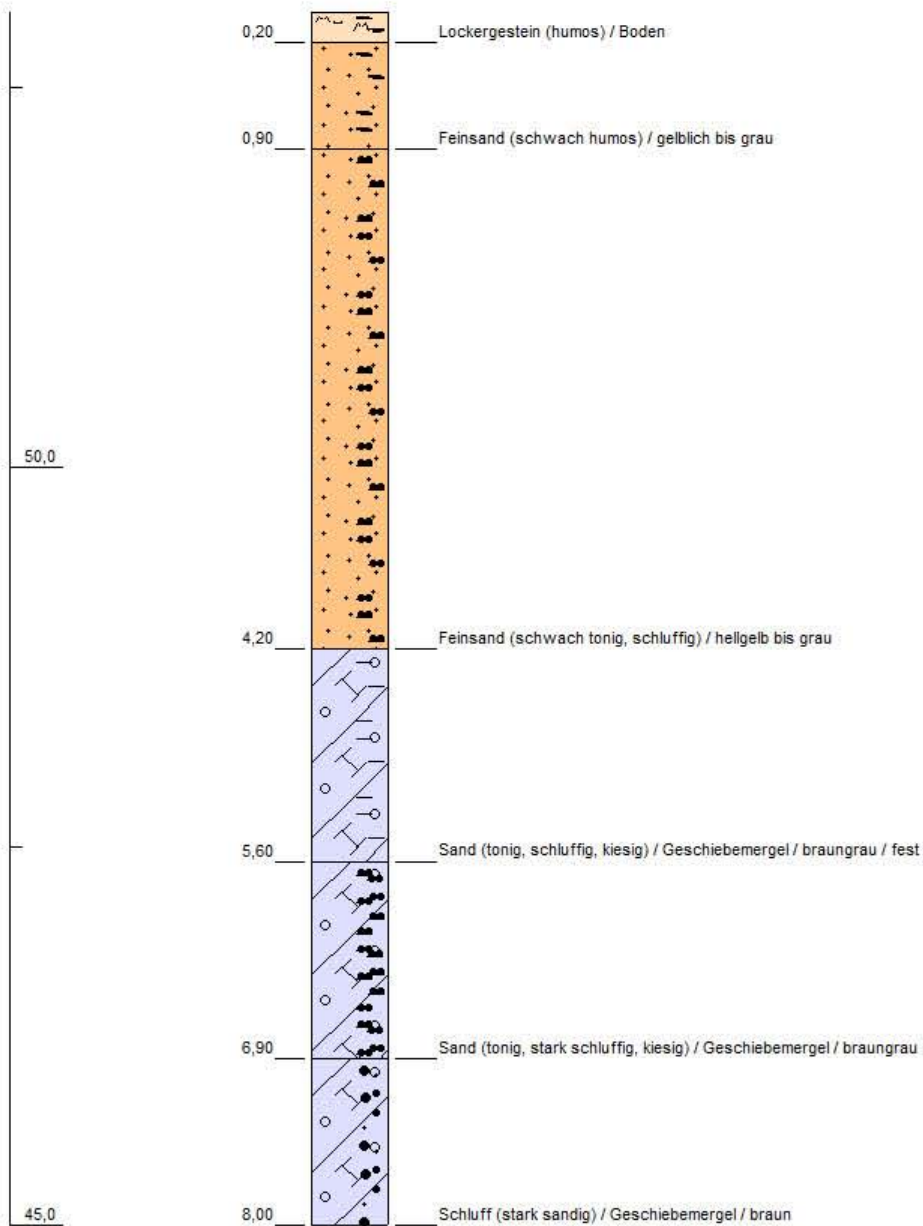 0,20 Lockergestein (humos) / Boden
0,90 Feinsand (schwach humos) / gelblich bis grau
50,0
4,20 Feinsand (schwach tonig, schluffig) / hellgelb bis grau
5,60 Sand (tonig, schluffig, kiesig) / Geschiebemergel / braungrau / fest
6,90 Sand (tonig, stark schluffig, kiesig) / Geschiebemergel / braungrau
45,0 8,00 Schluff (stark sandig) / Geschiebemergel / braun